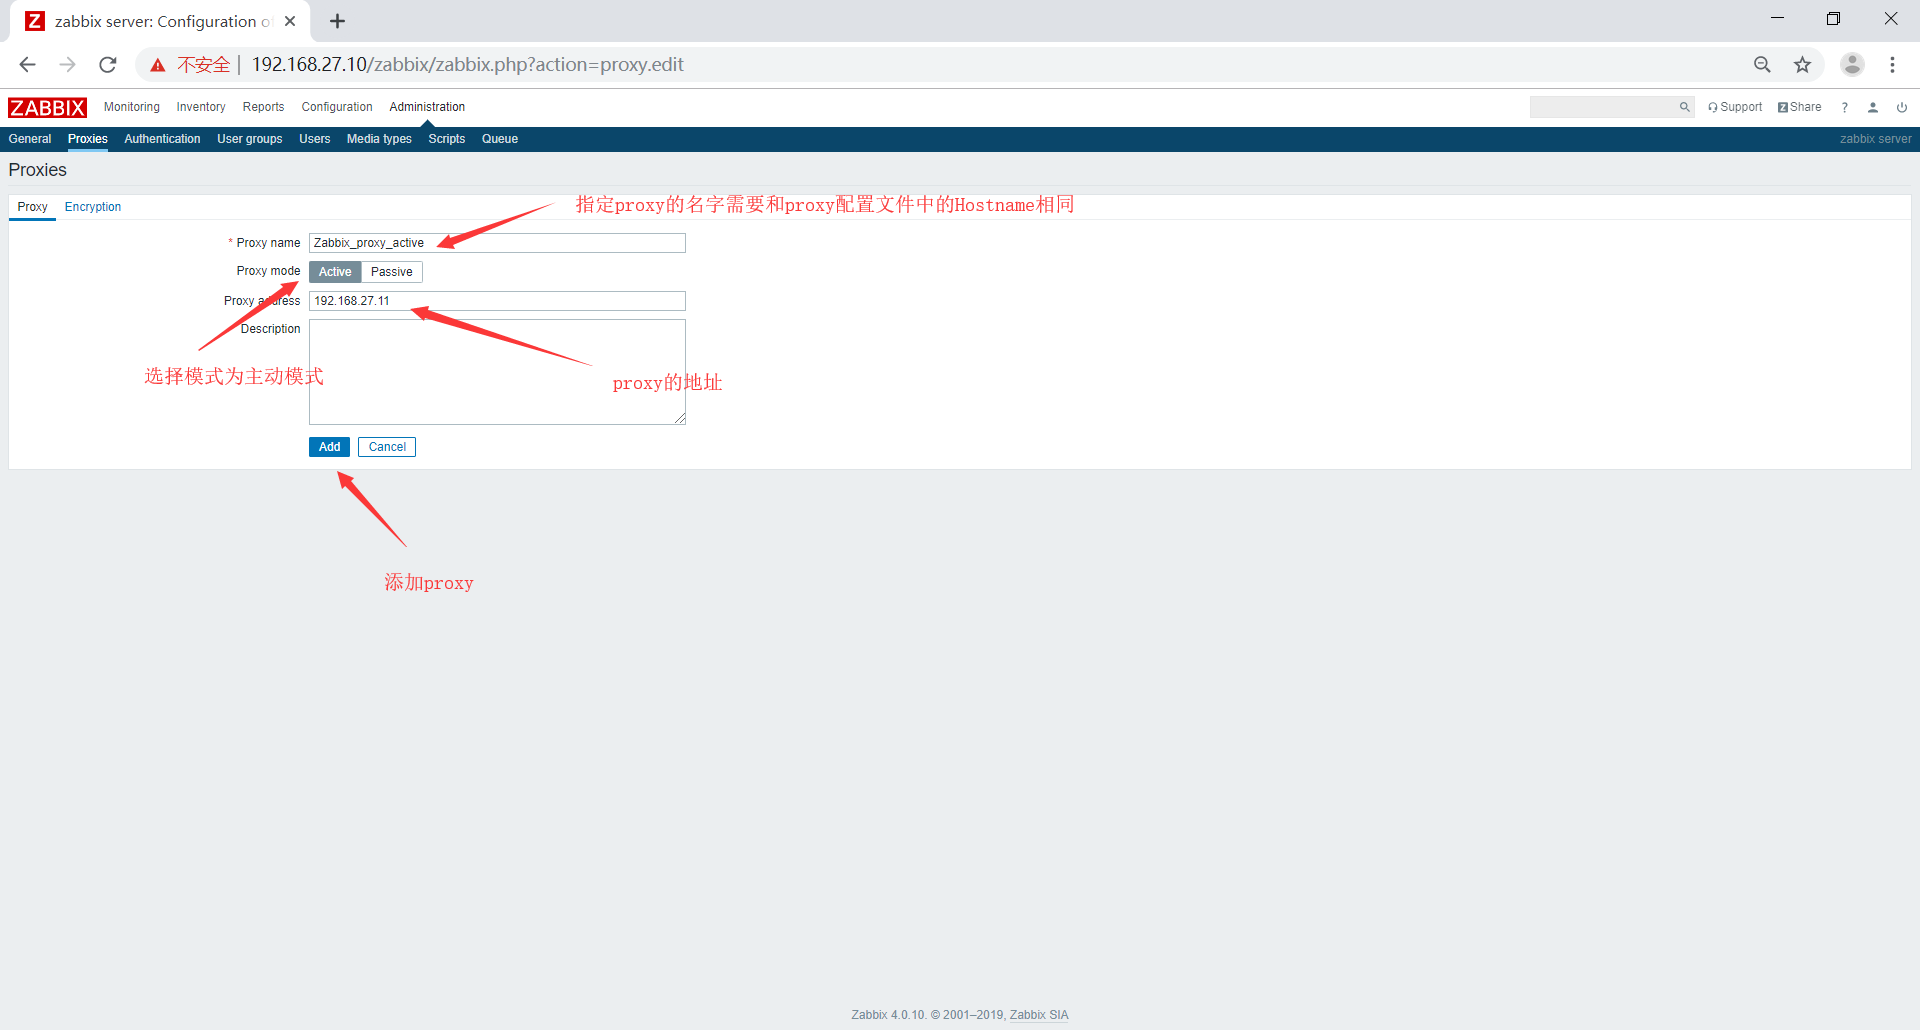 zabbix server: Configuration o
不安全 | 192.168.27.10/zabbix/zabbix.php?action=proxy.edit
ZABBIX Monitoring Inventory Reports Configuration Administration Support Z Share ?
General Proxies Authentication User groups Users Media types Scripts Queue zabbix server
Proxies
Proxy Encryption
指定proxy的名字需要和proxy配置文件中的Hostname相同
* Proxy name Zabbix_proxy_active
Proxy mode Active Passive
Proxy address 192.168.27.11
Description
选择模式为主动模式
proxy的地址
Add Cancel
添加proxy
Zabbix 4.0.10. © 2001–2019, Zabbix SIA